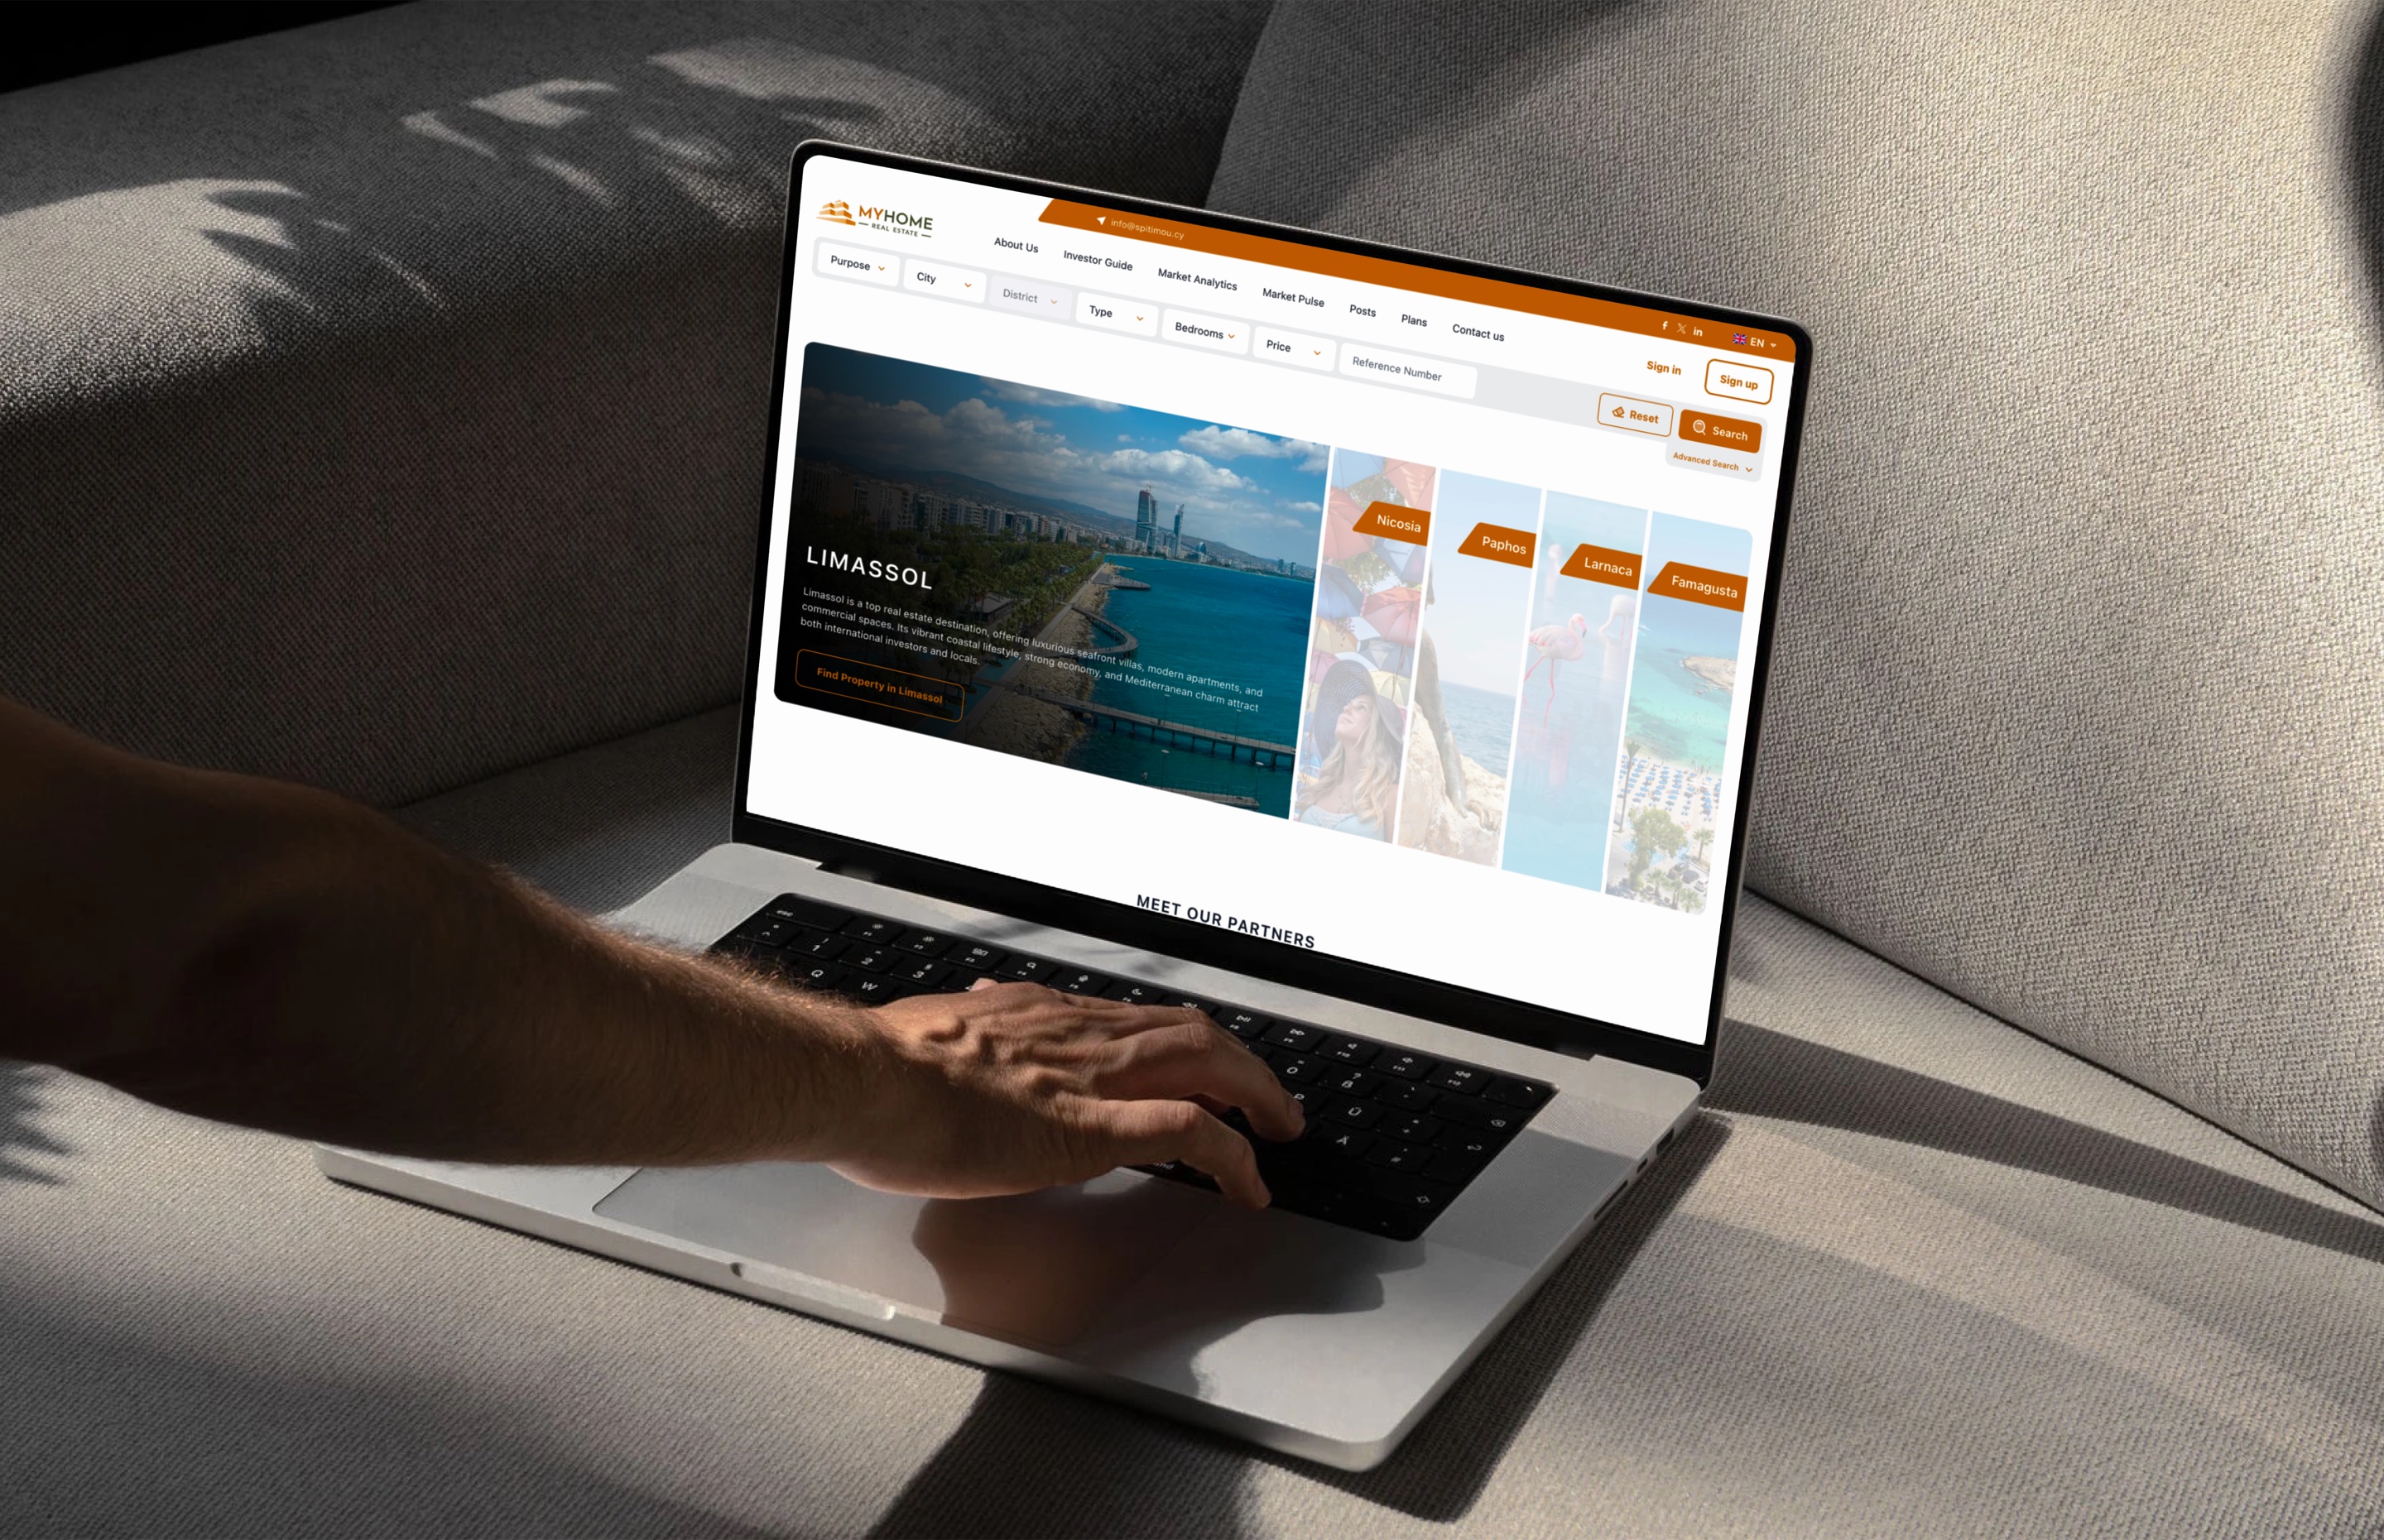 MYHOME
REAL ESTATE
info@spitimou.cy
EN
About Us
Investor Guide
Market Analytics
Market Pulse
Posts
Plans
Contact us
Sign in
Sign up
Purpose
City
District
Type
Bedrooms
Price
Reference Number
Reset
Search
Advanced Search
LIMASSOL
Limassol is a top real estate destination, offering luxurious seafront villas, modern apartments, and
commercial spaces. Its vibrant coastal lifestyle, strong economy, and Mediterranean charm attract
both international investors and locals.
Find Property in Limassol
Nicosia
Paphos
Larnaca
Famagusta
MEET OUR PARTNERS
esc
1
2
3
Q
W
O
P
Ü
Ä